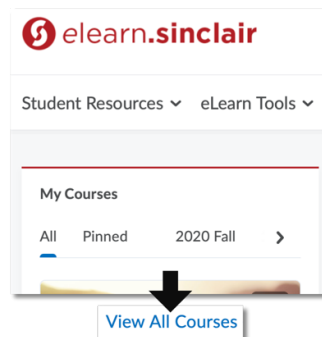 elearn.sinclair
Student Resources eLearn Tools
My Courses
All Pinned 2020 Fall
View All Courses